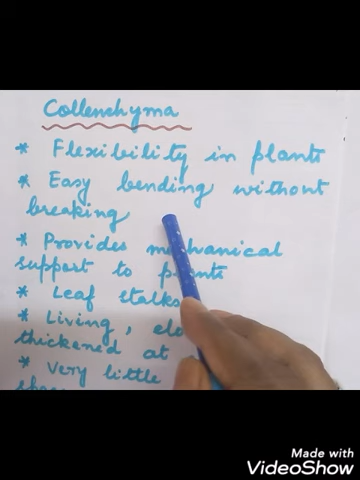 Collenchyma
* Flexibility in plants
* Easy bending without
breaking
* Provides
support to plants
* Leaf stalks
* Living,
thickened at
* Very little
Made with
VideoShow